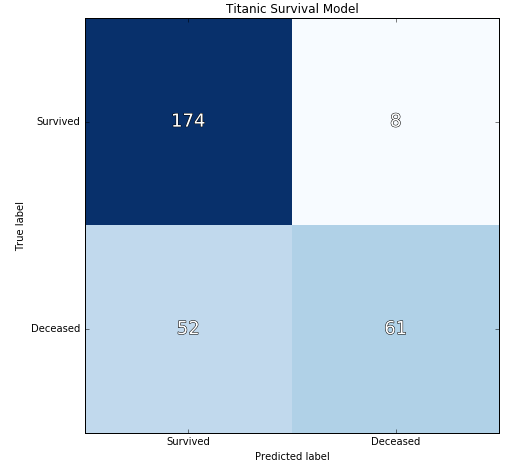 Titanic Survival Model
Survived
174
8
True label
Deceased
52
61
Survived
Deceased
Predicted label